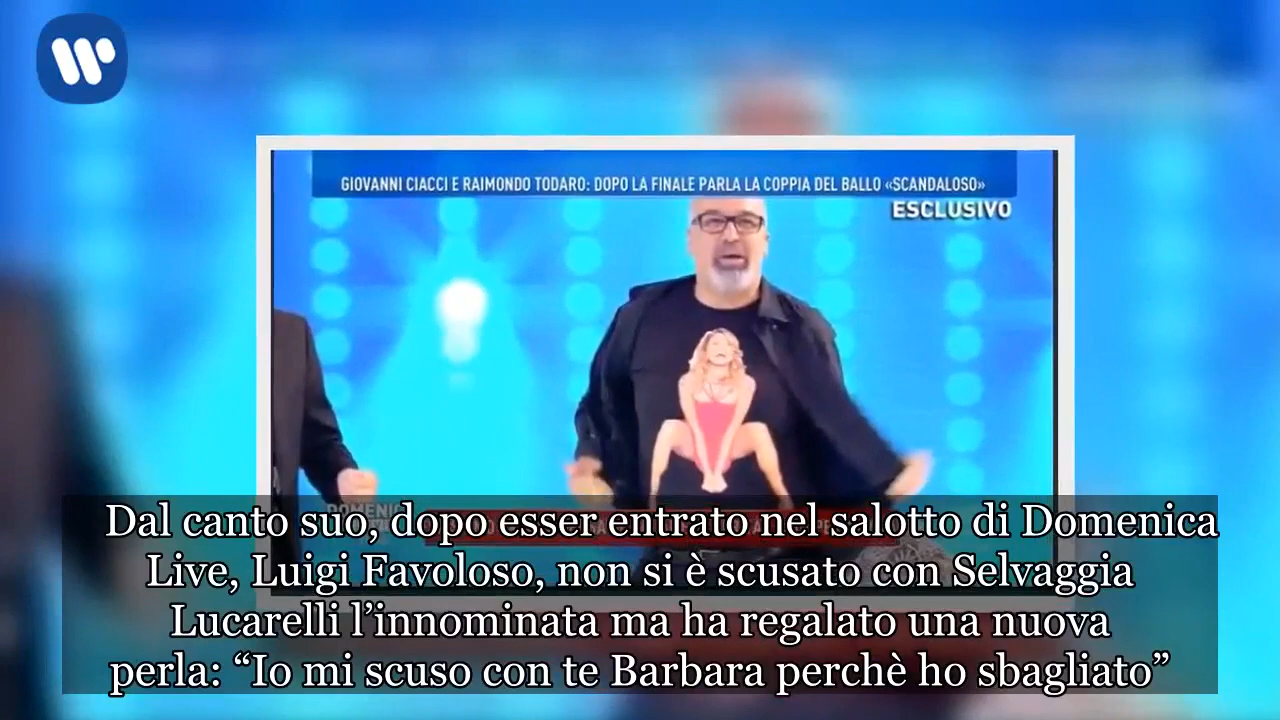 GIOVANNI CIACCI E RAIMONDO TODARO: DOPO LA FINALE PARLA LA COPPIA DEL BALLO «SCANDALOSO»
ESCLUSIVO
Dal canto suo, dopo esser entrato nel salotto di Domenica
Live, Luigi Favoloso, non si è scusato con Selvaggia
Lucarelli l’innominata ma ha regalato una nuova
perla: “Io mi scuso con te Barbara perchè ho sbagliato”